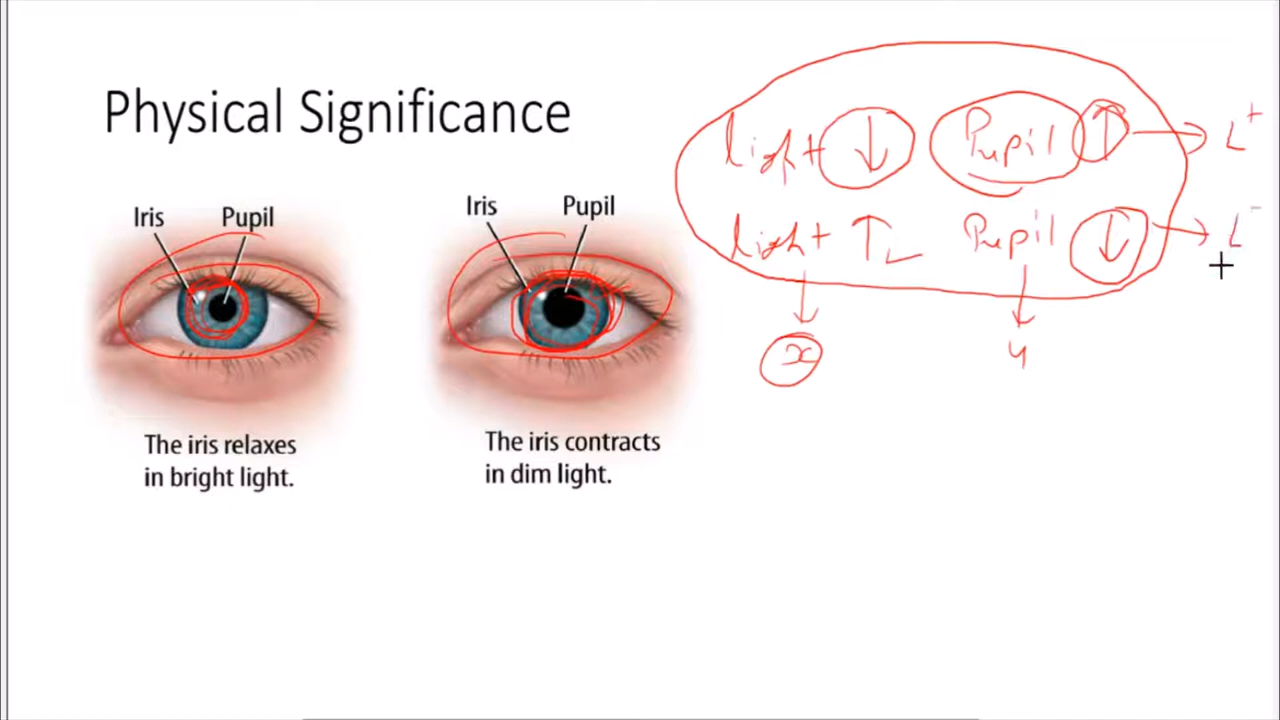 Physical Significance
light ↓ Pupil ↑ → L⁺
light ↑ Pupil ↓ → L⁻
x y
Iris Pupil
Iris Pupil
The iris relaxes
in bright light.
The iris contracts
in dim light.